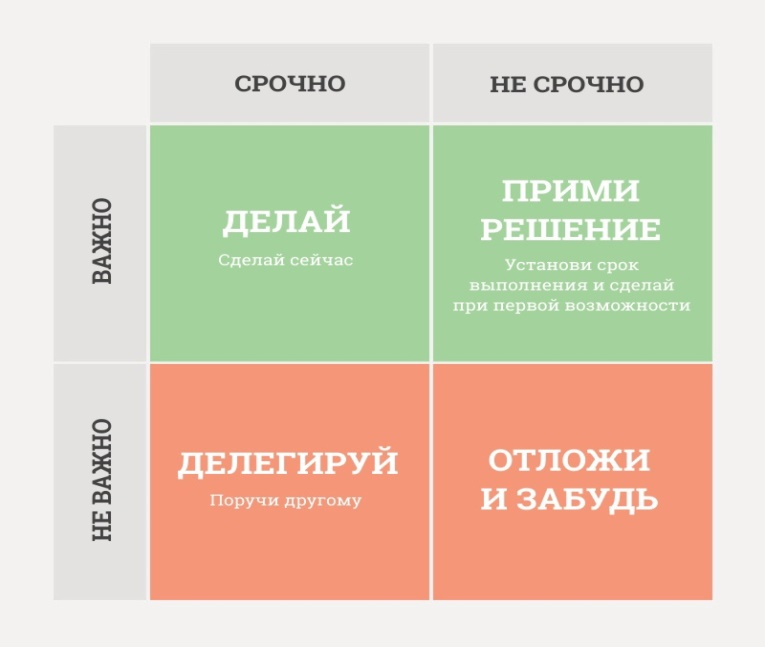 СРОЧНО
НЕ СРОЧНО
ВАЖНО
ДЕЛАЙ
Сделай сейчас
ПРИМИ
РЕШЕНИЕ
Установи срок
выполнения и сделай
при первой возможности
НЕ ВАЖНО
ДЕЛЕГИРУЙ
Поручи другому
ОТЛОЖИ
И ЗАБУДЬ